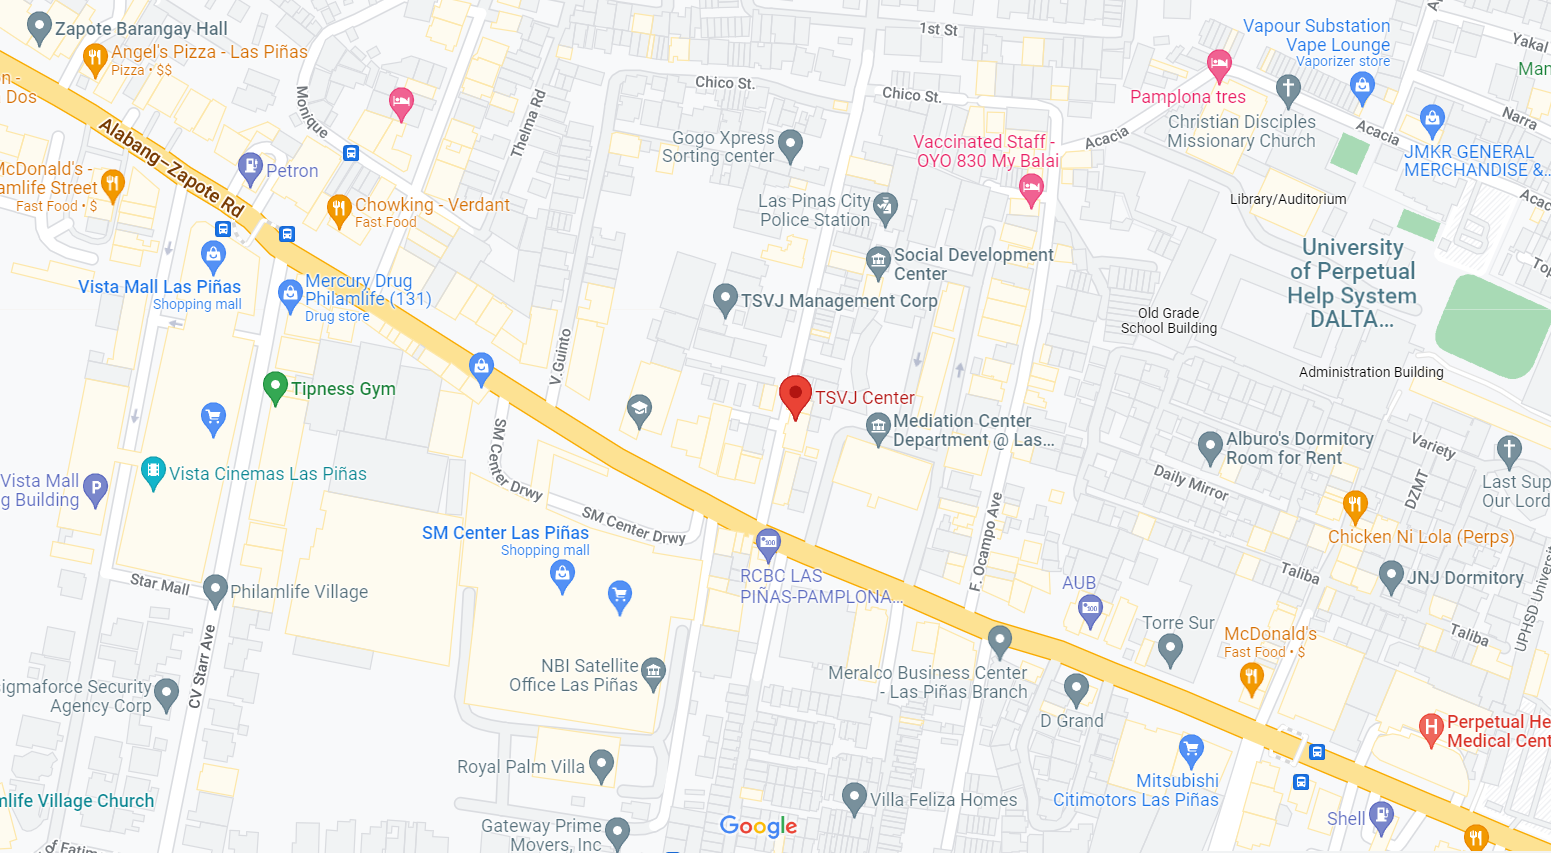 Zapote Barangay Hall
Angel's Pizza - Las Piñas
Pizza • $$
n -
Dos
Alabang–Zapote Rd
Monique
Thelma Rd
Chico St.
1st St
Chico St.
Vapour Substation
Vape Lounge
Vaporizer store
Yakal
Man
Pamplona tres
Narra
Christian Disciples
Missionary Church
Acacia
Acacia
JMKR GENERAL
MERCHANDISE &...
Gogo Xpress
Sorting center
Vaccinated Staff -
OYO 830 My Balai
Petron
McDonald's -
amlife Street
Fast Food • $
Chowking - Verdant
Fast Food
Las Pinas City
Police Station
Library/Auditorium
Acac
Social Development
Center
University
of Perpetual
Help System
DALTA...
Top
Vista Mall Las Piñas
Shopping mall
Mercury Drug
Philamlife (131)
Drug store
TSVJ Management Corp
Old Grade
School Building
V.Guinto
Administration Building
Tipness Gym
TSVJ Center
Mediation Center
Department @ Las...
Alburo's Dormitory
Room for Rent
Variety
SM Center Drwy
Vista Cinemas Las Piñas
Vista Mall
g Building
Daily Mirror
DZMT
Last Sup
Our Lord
SM Center Drwy
SM Center Las Piñas
Shopping mall
F. Ocampo Ave
Chicken Ni Lola (Perps)
RCBC LAS
PIÑAS-PAMPLONA...
AUB
Taliba
JNJ Dormitory
Star Mall
Philamlife Village
UPHSD Universi
Torre Sur
McDonald's
Fast Food • $
Taliba
CV Starr Ave
NBI Satellite
Office Las Piñas
Meralco Business Center
- Las Piñas Branch
igmaforce Security
Agency Corp
D Grand
Perpetual He
Medical Cent
Royal Palm Villa
Mitsubishi
Citimotors Las Piñas
mlife Village Church
Villa Feliza Homes
Shell
Google
Gateway Prime
Movers, Inc
of Fatim